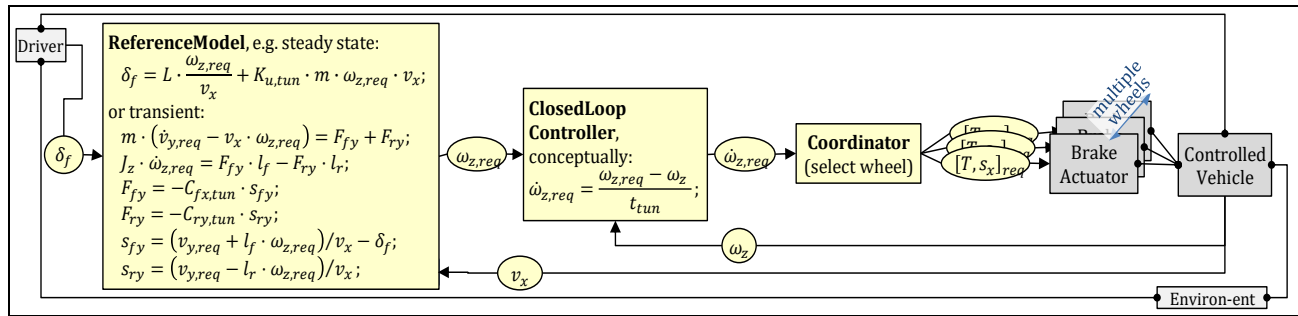 Driver
δ_f
ReferenceModel, e.g. steady state:
δ_f = L · ω_{z,req} / v_x + K_{u,tun} · m · ω_{z,req} · v_x;
or transient:
m · (v̇_{y,req} − v_x · ω_{z,req}) = F_{fy} + F_{ry};
J_z · ω̇_{z,req} = F_{fy} · l_f − F_{ry} · l_r;
F_{fy} = −C_{fx,tun} · s_{fy};
F_{ry} = −C_{ry,tun} · s_{ry};
s_{fy} = (v_{y,req} + l_f · ω_{z,req})/v_x − δ_f;
s_{ry} = (v_{y,req} − l_r · ω_{z,req})/v_x;
ω_{z,req}
ClosedLoop
Controller,
conceptually:
ω̇_{z,req} = (ω_{z,req} − ω_z) / t_{tun};
ω̇_{z,req}
Coordinator
(select wheel)
[T, s_x]_{req}
multiple
wheels
Brake
Actuator
Controlled
Vehicle
ω_z
v_x
Environ-ent